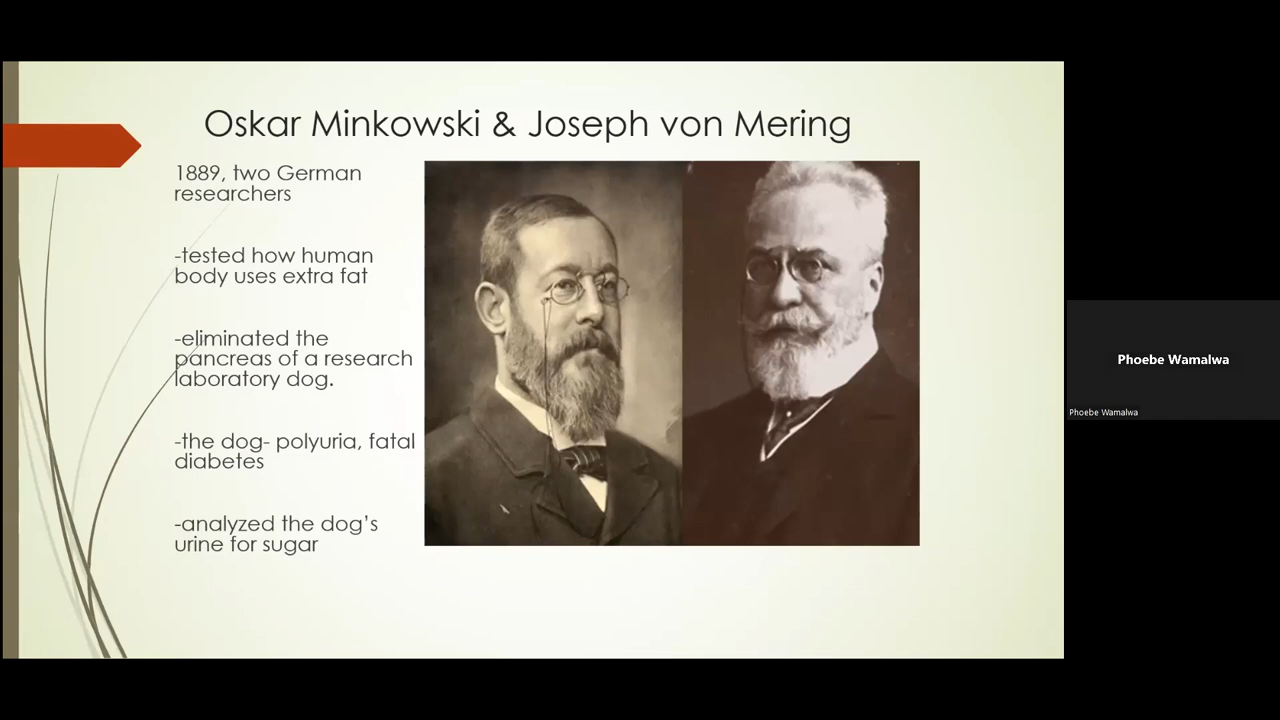 Oskar Minkowski & Joseph von Mering
1889, two German
researchers
-tested how human
body uses extra fat
-eliminated the
pancreas of a research
laboratory dog.
-the dog- polyuria, fatal
diabetes
-analyzed the dog's
urine for sugar
Phoebe Wamalwa
Phoebe Wamalwa